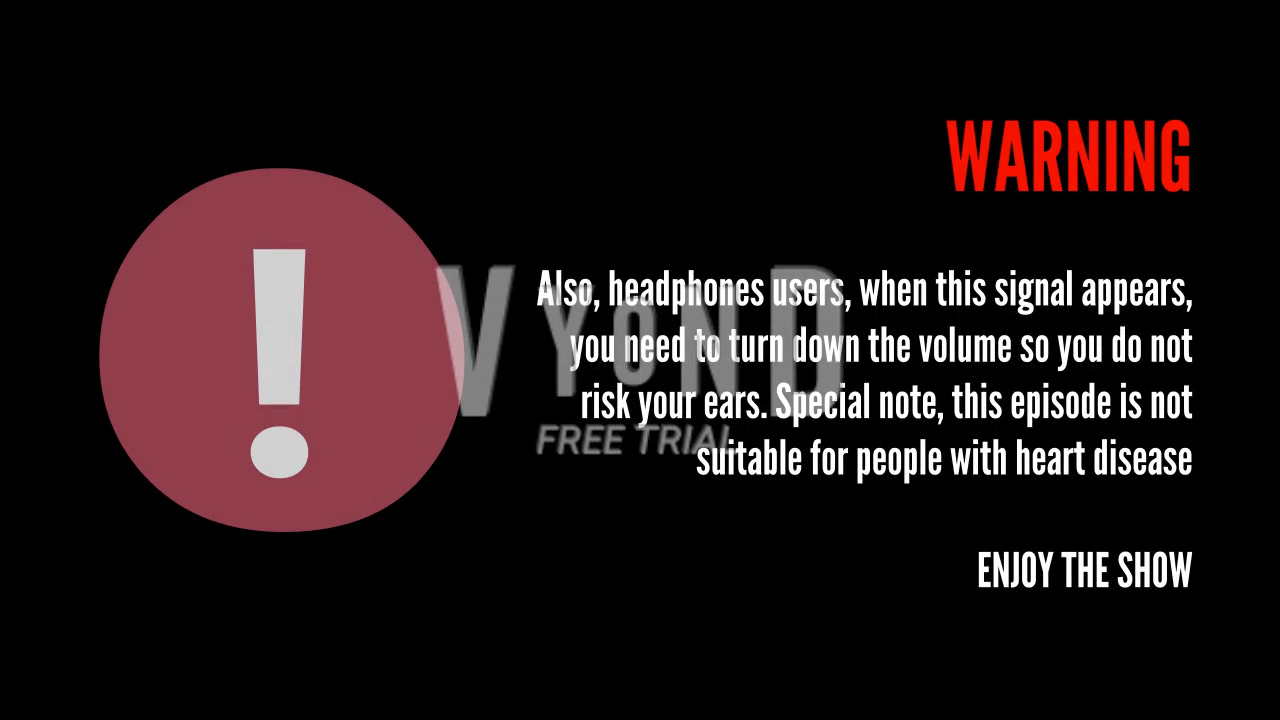 WARNING
Also, headphones users, when this signal appears,
you need to turn down the volume so you do not
risk your ears. Special note, this episode is not
suitable for people with heart disease
ENJOY THE SHOW
!
VYOND
FREE TRIAL